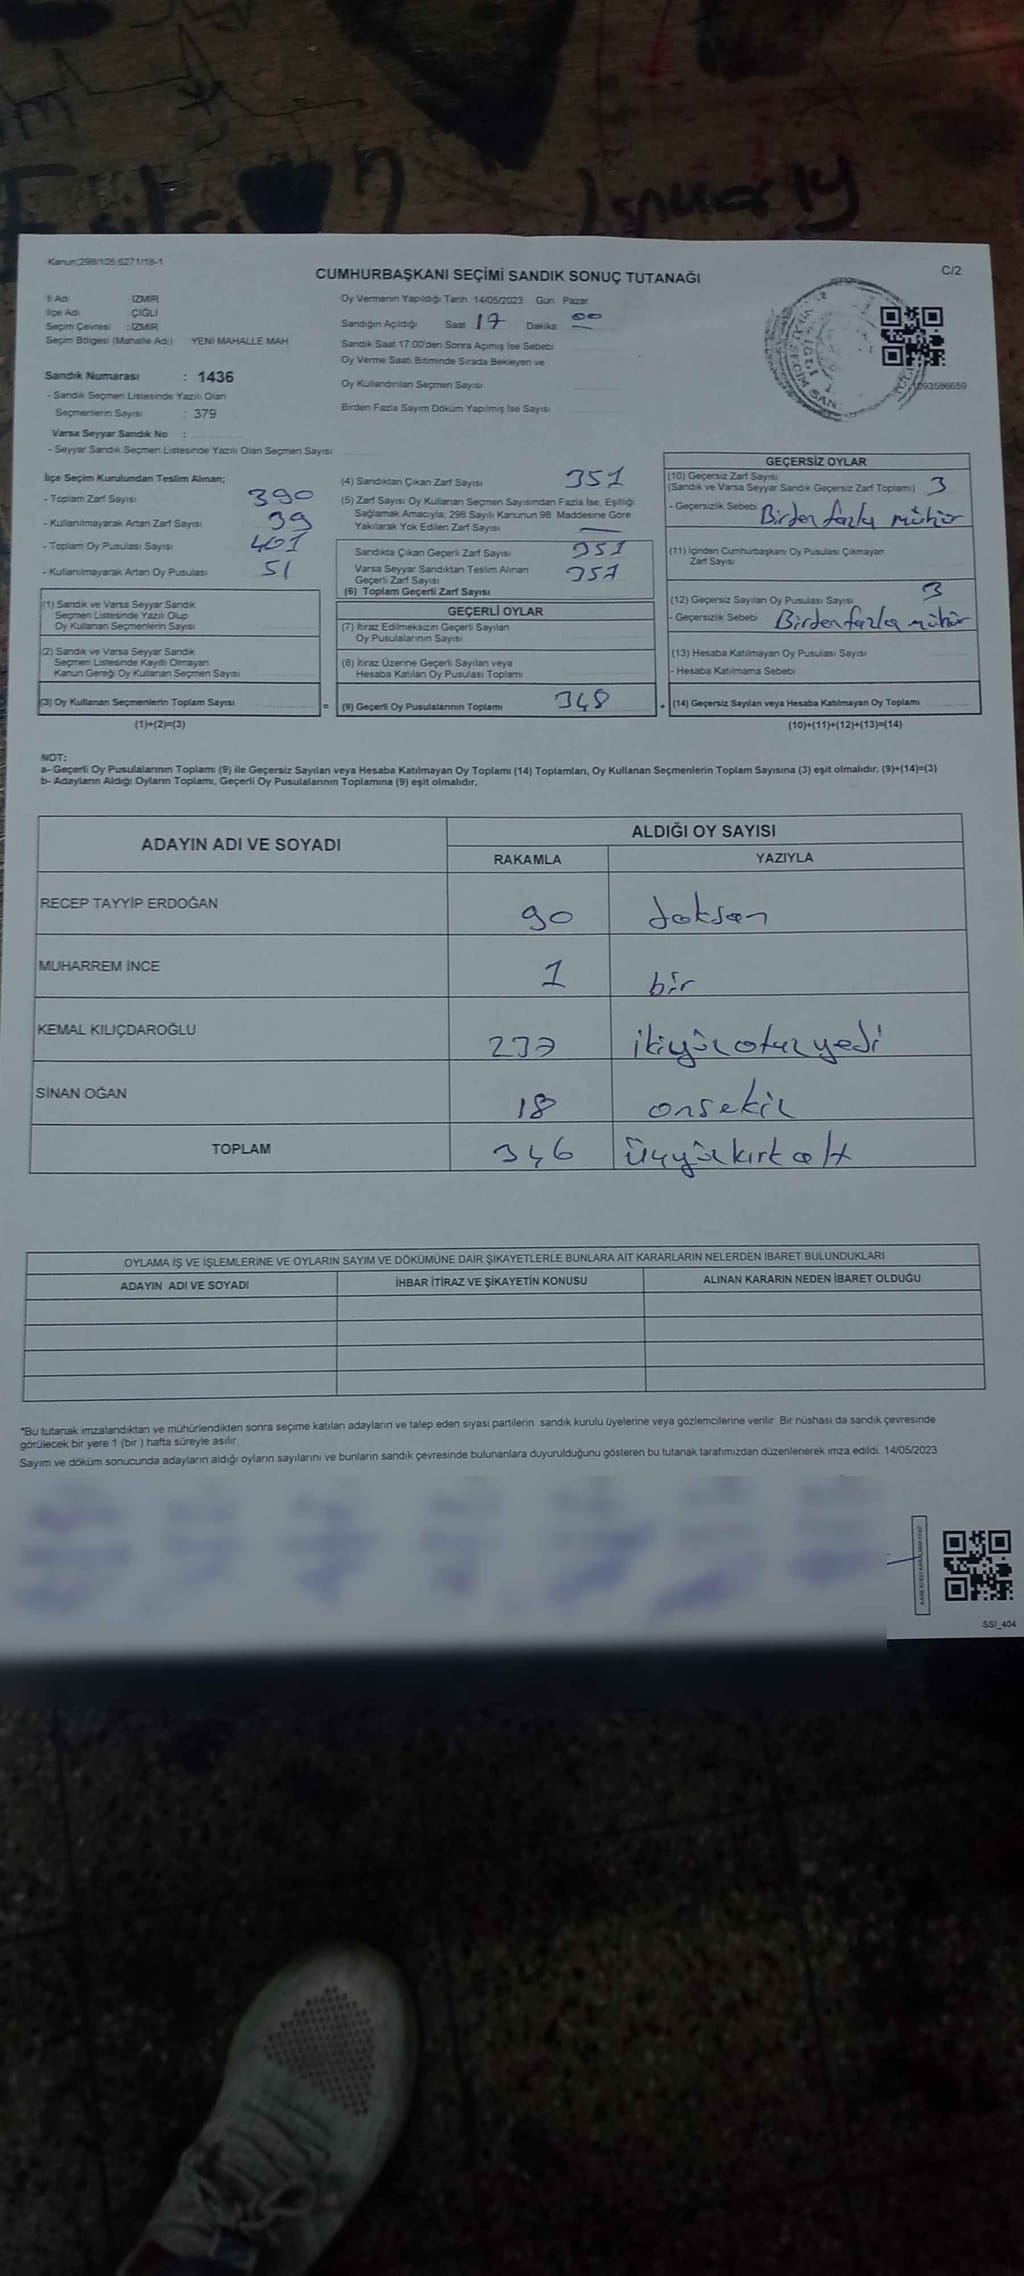 Kanun:298/105 6271/18-1
C/2
CUMHURBAŞKANI SEÇİMİ SANDIK SONUÇ TUTANAĞI
İl Adı İZMİR
İlçe Adı ÇİĞLİ
Seçim Çevresi : İZMİR
Seçim Bölgesi (Mahalle Adı) YENİ MAHALLE MAH
Sandık Numarası : 1436
- Sandık Seçmen Listesinde Yazılı Olan
Seçmenlerin Sayısı : 379
Varsa Seyyar Sandık No :
- Seyyar Sandık Seçmen Listesinde Yazılı Olan Seçmen Sayısı
Oy Vermenin Yapıldığı Tarih 14/05/2023 Gün Pazar
Sandığın Açıldığı Saat 17 Dakika 00
Sandık Saat 17.00'den Sonra Açımış İse Sebebi
Oy Verme Saati Bitiminde Sırada Bekleyen ve
Oy Kullandırılan Seçmen Sayısı
Birden Fazla Sayım Döküm Yapılmış İse Sayısı
1093586659
İlçe Seçim Kurulundan Teslim Alınan;
- Toplam Zarf Sayısı 390
- Kullanılmayarak Artan Zarf Sayısı 39
- Toplam Oy Pusulası Sayısı 401
- Kullanılmayarak Artan Oy Pusulası 51
(1) Sandık ve Varsa Seyyar Sandık
Seçmen Listesinde Yazılı Olup
Oy Kullanan Seçmenlerin Sayısı
(2) Sandık ve Varsa Seyyar Sandık
Seçmen Listesinde Kayıtlı Olmayan
Kanun Gereği Oy Kullanan Seçmen Sayısı
(3) Oy Kullanan Seçmenlerin Toplam Sayısı
(1)+(2)=(3)
(4) Sandıktan Çıkan Zarf Sayısı 351
(5) Zarf Sayısı Oy Kullanan Seçmen Sayısından Fazla İse, Eşitliği
Sağlamak Amacıyla; 298 Sayılı Kanunun 98. Maddesine Göre
Yakılarak Yok Edilen Zarf Sayısı
Sandıkta Çıkan Geçerli Zarf Sayısı 351
Varsa Seyyar Sandıktan Teslim Alınan
Geçerli Zarf Sayısı 351
(6) Toplam Geçerli Zarf Sayısı
GEÇERLİ OYLAR
(7) İtiraz Edilmeksizin Geçerli Sayılan
Oy Pusulalarının Sayısı
(8) İtiraz Üzerine Geçerli Sayılan veya
Hesaba Katılan Oy Pusulası Toplamı
= (9) Geçerli Oy Pusulalarının Toplamı 348
GEÇERSİZ OYLAR
(10) Geçersiz Zarf Sayısı
(Sandık ve Varsa Seyyar Sandık Geçersiz Zarf Toplamı) 3
- Geçersizlik Sebebi Birden fazla mühür
(11) İçinden Cumhurbaşkanı Oy Pusulası Çıkmayan
Zarf Sayısı
(12) Geçersiz Sayılan Oy Pusulası Sayısı 3
- Geçersizlik Sebebi Birden fazla mühür
(13) Hesaba Katılmayan Oy Pusulası Sayısı
- Hesaba Katılmama Sebebi
+ (14) Geçersiz Sayılan veya Hesaba Katılmayan Oy Toplamı
(10)+(11)+(12)+(13)=(14)
NOT:
a- Geçerli Oy Pusulalarının Toplamı (9) ile Geçersiz Sayılan veya Hesaba Katılmayan Oy Toplamı (14) Toplamları, Oy Kullanan Seçmenlerin Toplam Sayısına (3) eşit olmalıdır. (9)+(14)=(3)
b- Adayların Aldığı Oyların Toplamı, Geçerli Oy Pusulalarının Toplamına (9) eşit olmalıdır.
ADAYIN ADI VE SOYADI ALDIĞI OY SAYISI
RAKAMLA YAZIYLA
RECEP TAYYİP ERDOĞAN 90 doksan
MUHARREM İNCE 1 bir
KEMAL KILIÇDAROĞLU 237 ikiyüzotuzyedi
SİNAN OĞAN 18 onsekiz
TOPLAM 346 üçyüzkırkaltı
OYLAMA İŞ VE İŞLEMLERİNE VE OYLARIN SAYIM VE DÖKÜMÜNE DAİR ŞİKAYETLERLE BUNLARA AİT KARARLARIN NELERDEN İBARET BULUNDUKLARI
ADAYIN ADI VE SOYADI İHBAR İTİRAZ VE ŞİKAYETİN KONUSU ALINAN KARARIN NEDEN İBARET OLDUĞU
*Bu tutanak imzalandıktan ve mühürlendikten sonra seçime katılan adayların ve talep eden siyasi partilerin sandık kurulu üyelerine veya gözlemcilerine verilir. Bir nüshası da sandık çevresinde
görülecek bir yere 1 (bir) hafta süreyle asılır.
Sayım ve döküm sonucunda adayların aldığı oyların sayılarını ve bunların sandık çevresinde bulunanlara duyurulduğunu gösteren bu tutanak tarafımızdan düzenlenerek imza edildi. 14/05/2023
SSI_404